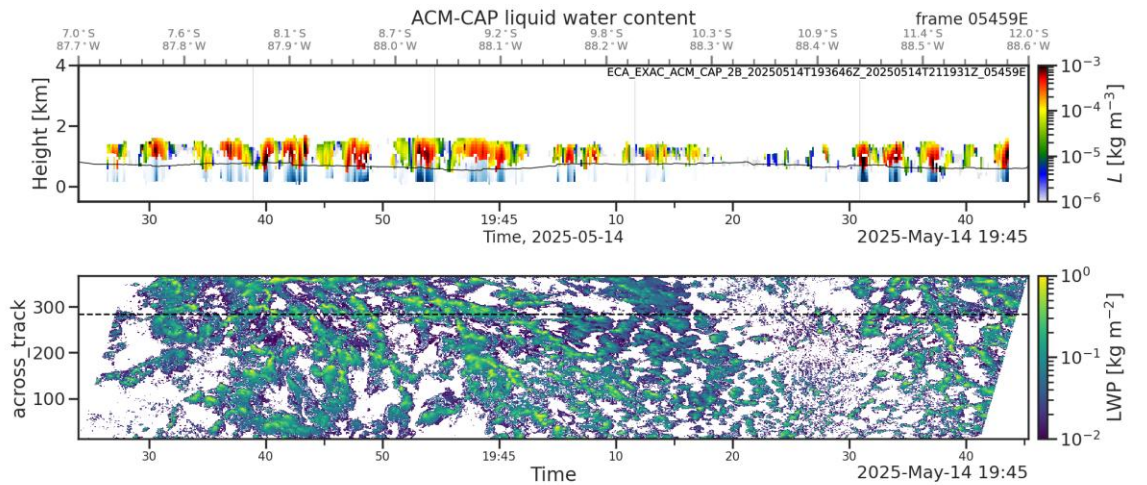 ACM-CAP liquid water content
frame 05459E
7.0°S 7.6°S 8.1°S 8.7°S 9.2°S 9.8°S 10.3°S 10.9°S 11.4°S 12.0°S
87.7°W 87.8°W 87.9°W 88.0°W 88.1°W 88.2°W 88.3°W 88.4°W 88.5°W 88.6°W
ECA_EXAC_ACM_CAP_2B_20250514T193646Z_20250514T211931Z_05459E
4
2
0
Height [km]
10⁻³
10⁻⁴
10⁻⁵
10⁻⁶
L [kg m⁻³]
30 40 50 19:45 10 20 30 40
Time, 2025-05-14
2025-May-14 19:45
300
200
100
across_track
10⁰
10⁻¹
10⁻²
LWP [kg m⁻²]
30 40 50 19:45 10 20 30 40
Time
2025-May-14 19:45